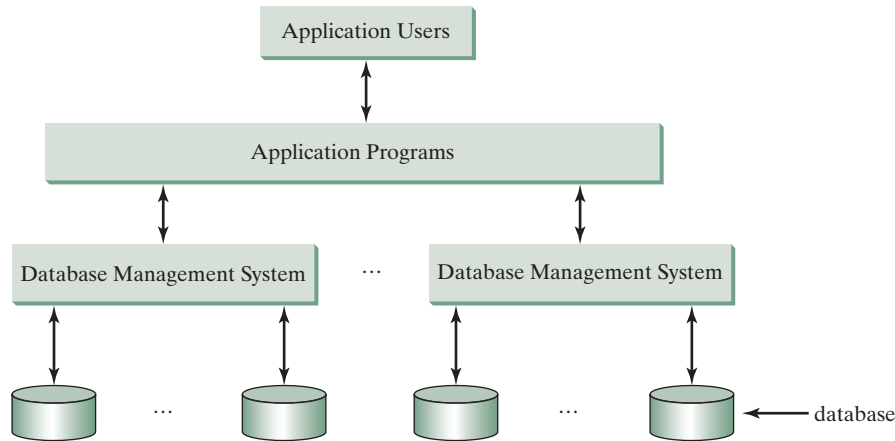 Application Users
Application Programs
Database Management System
...
Database Management System
...
...
database